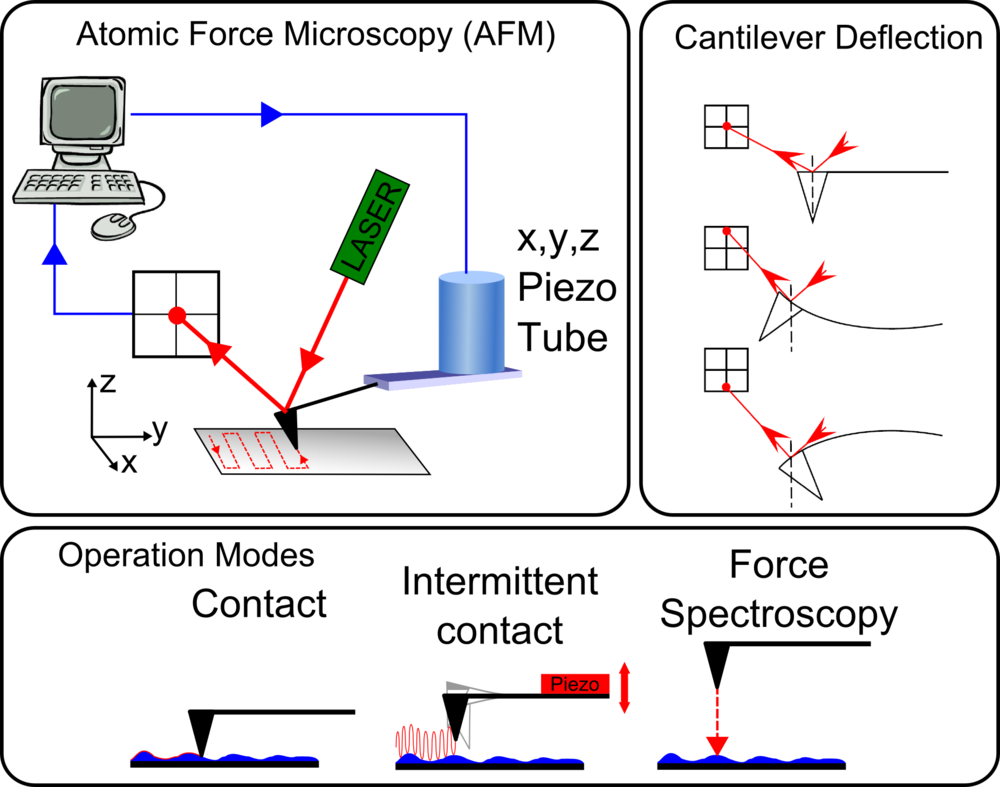 Atomic Force Microscopy (AFM)
LASER
x,y,z
Piezo
Tube
z
y
x
Cantilever Deflection
Operation Modes
Contact
Intermittent
contact
Piezo
Force
Spectroscopy